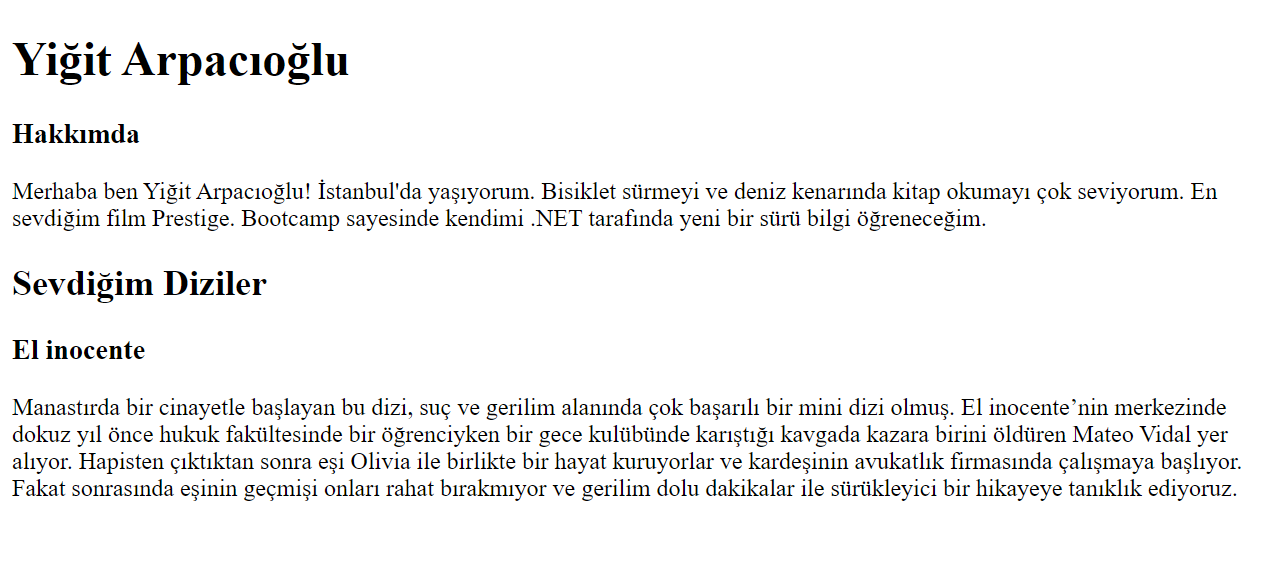 Yiğit Arpacıoğlu
Hakkımda
Merhaba ben Yiğit Arpacıoğlu! İstanbul'da yaşıyorum. Bisiklet sürmeyi ve deniz kenarında kitap okumayı çok seviyorum. En
sevdiğim film Prestige. Bootcamp sayesinde kendimi .NET tarafında yeni bir sürü bilgi öğreneceğim.
Sevdiğim Diziler
El inocente
Manastırda bir cinayetle başlayan bu dizi, suç ve gerilim alanında çok başarılı bir mini dizi olmuş. El inocente’nin merkezinde
dokuz yıl önce hukuk fakültesinde bir öğrenciyken bir gece kulübünde karıştığı kavgada kazara birini öldüren Mateo Vidal yer
alıyor. Hapisten çıktıktan sonra eşi Olivia ile birlikte bir hayat kuruyorlar ve kardeşinin avukatlık firmasında çalışmaya başlıyor.
Fakat sonrasında eşinin geçmişi onları rahat bırakmıyor ve gerilim dolu dakikalar ile sürükleyici bir hikayeye tanıklık ediyoruz.